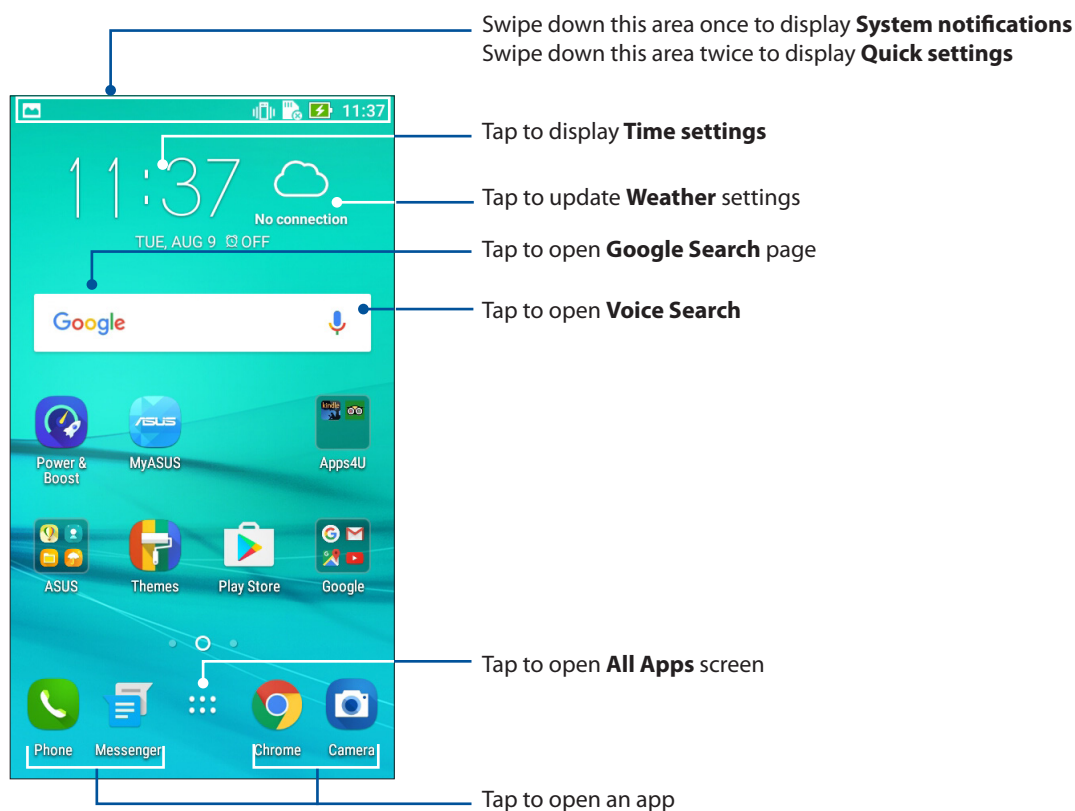 Swipe down this area once to display System notifications
Swipe down this area twice to display Quick settings
11:37
Tap to display Time settings
11:37
No connection
TUE, AUG 9 OFF
Tap to update Weather settings
Tap to open Google Search page
Google
Tap to open Voice Search
kindle
ASUS
Power & Boost
MyASUS
Apps4U
ASUS
Themes
Play Store
Google
Tap to open All Apps screen
Phone
Messenger
Chrome
Camera
Tap to open an app